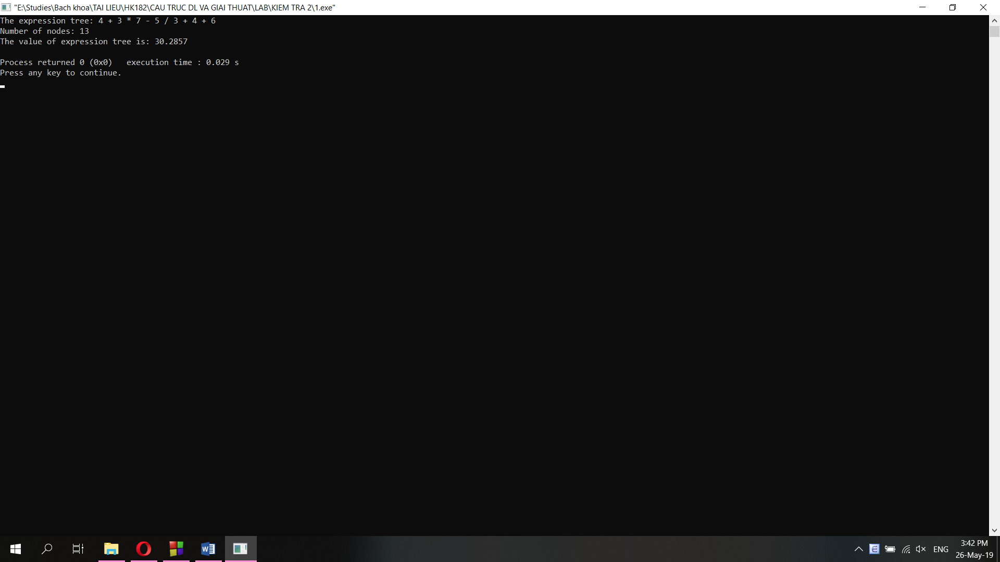 "E:\Studies\Bach khoa\TAI LIEU\HK182\CAU TRUC DL VA GIAI THUAT\LAB\KIEM TRA 2\1.exe"
The expression tree: 4 + 3 * 7 - 5 / 3 + 4 + 6
Number of nodes: 13
The value of expression tree is: 30.2857

Process returned 0 (0x0)   execution time : 0.029 s
Press any key to continue.
ENG
3:42 PM
26-May-19